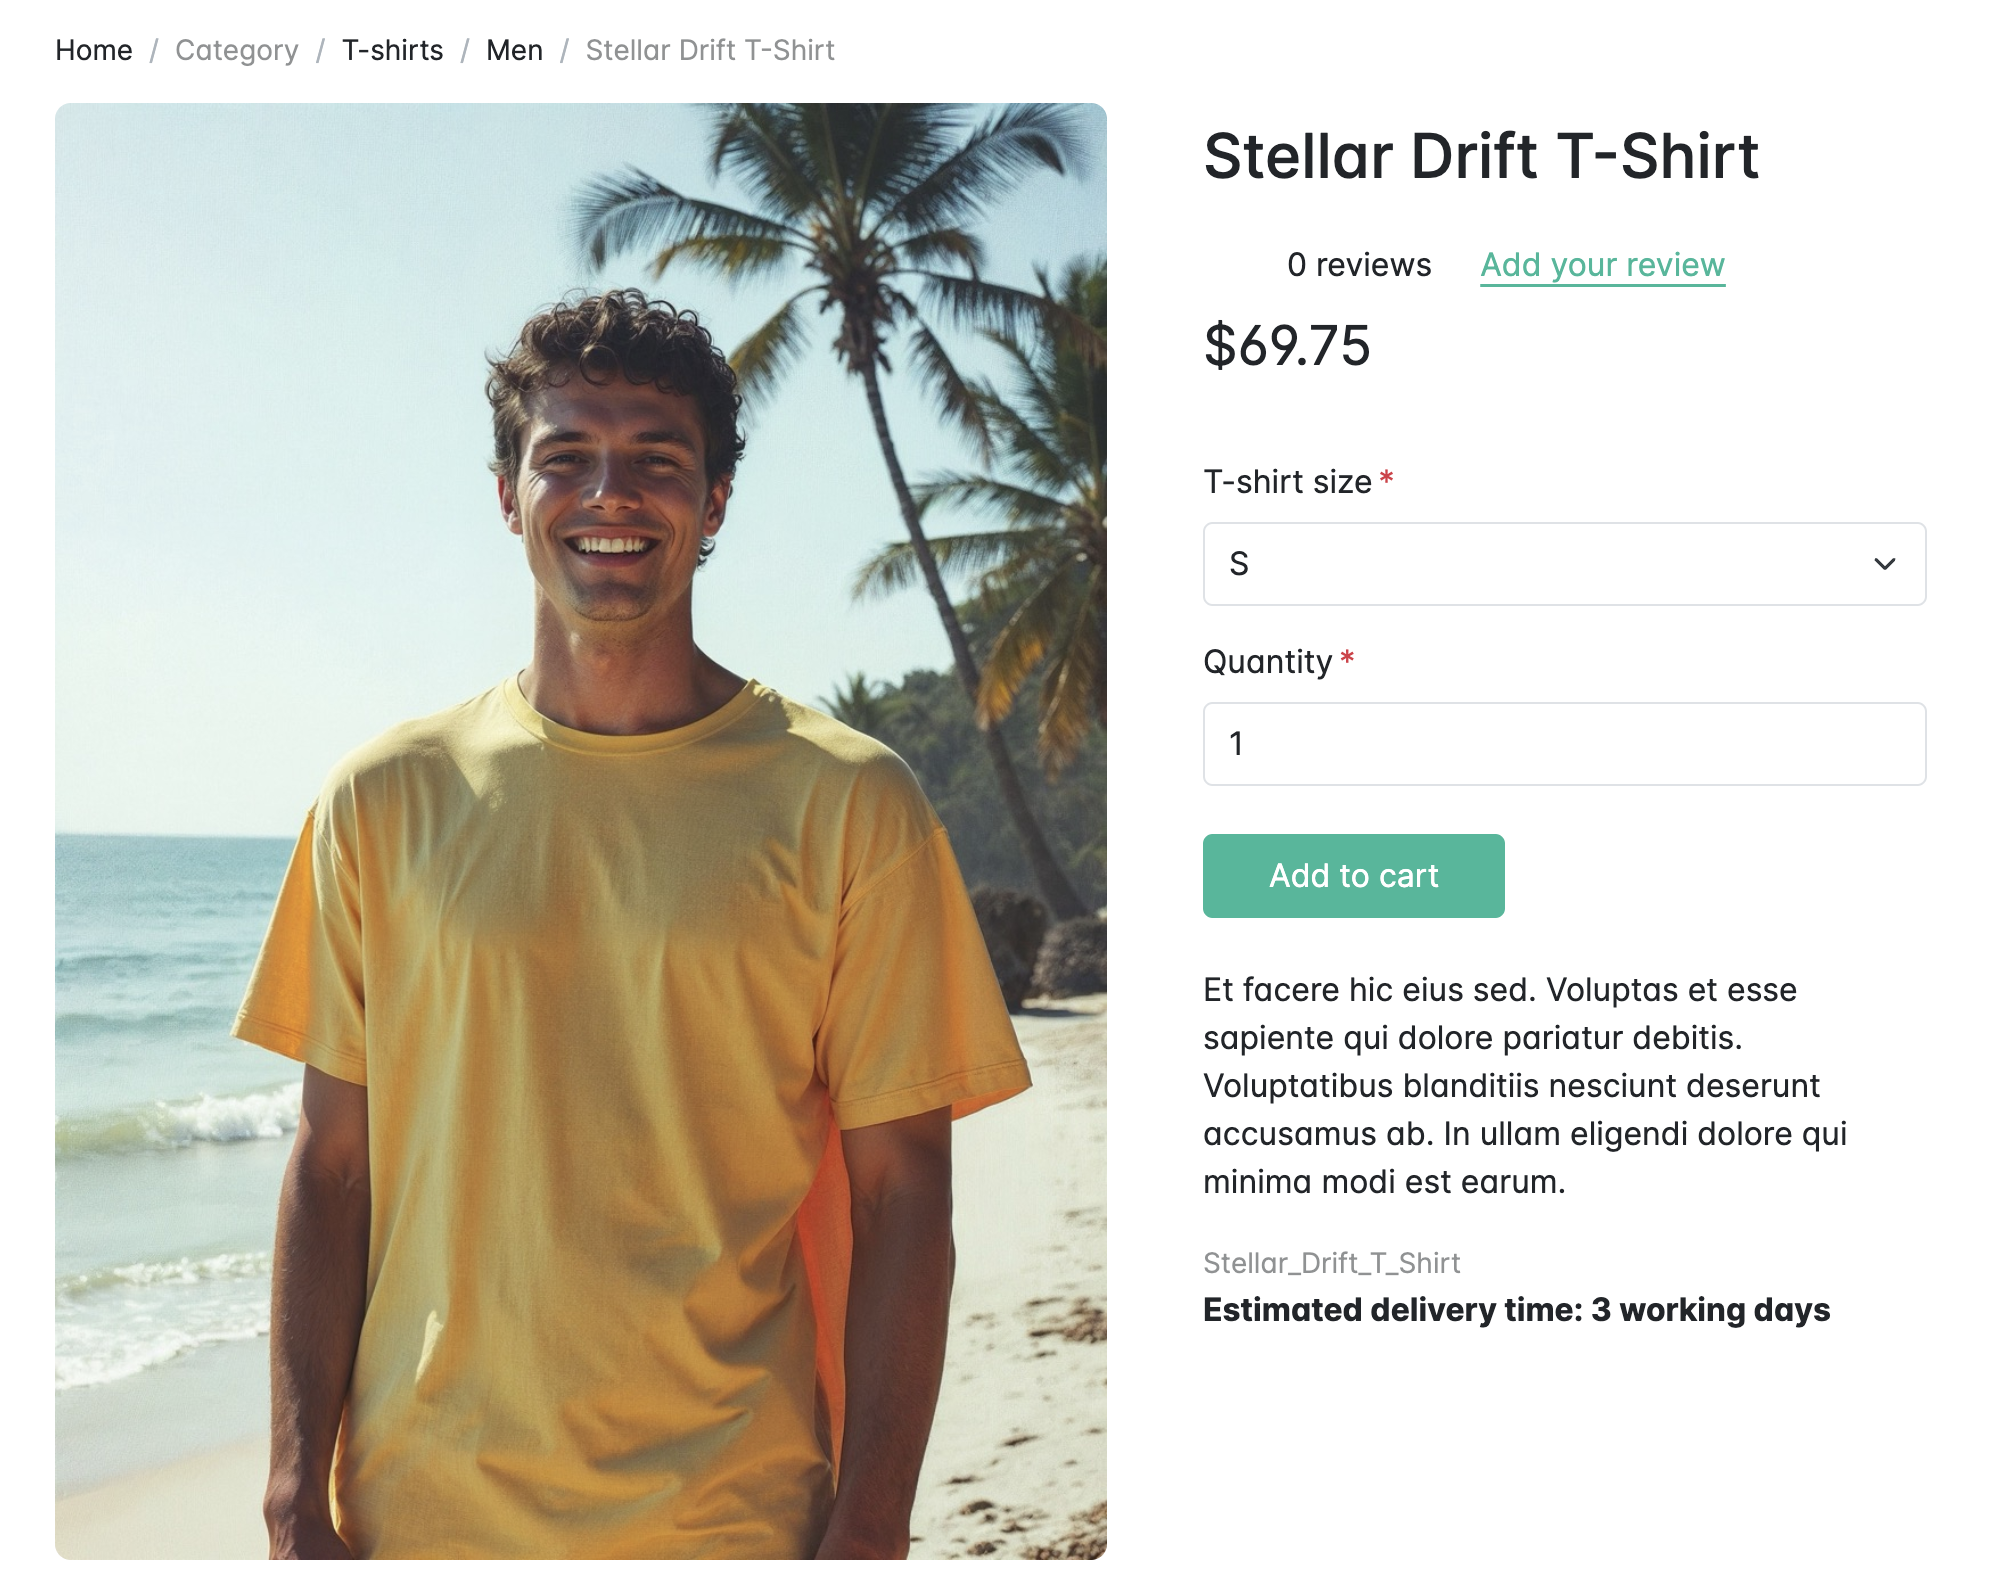 Home / Category / T-shirts / Men / Stellar Drift T-Shirt
Stellar Drift T-Shirt
0 reviews Add your review
$69.75
T-shirt size *
S
Quantity *
1
Add to cart
Et facere hic eius sed. Voluptas et esse
sapiente qui dolore pariatur debitis.
Voluptatibus blanditiis nesciunt deserunt
accusamus ab. In ullam eligendi dolore qui
minima modi est earum.
Stellar_Drift_T_Shirt
Estimated delivery time: 3 working days